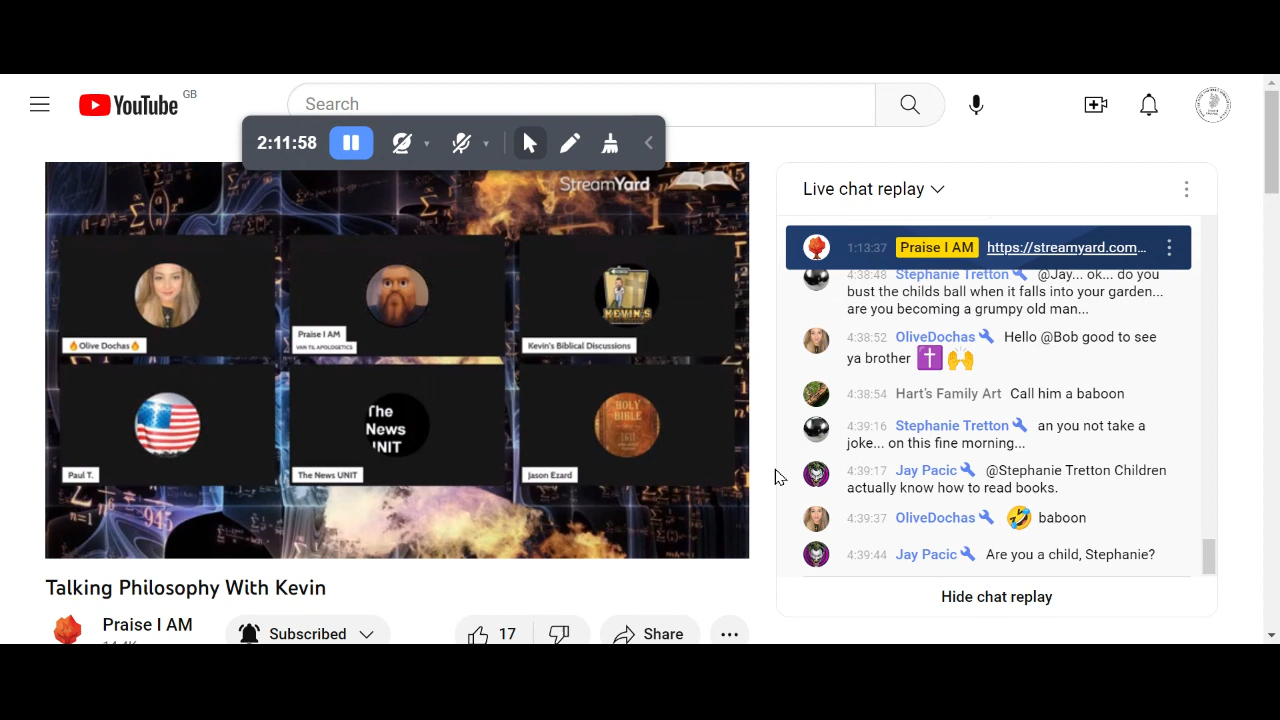 YouTube GB
Search
2:11:58
StreamYard
Live chat replay
1:13:37 Praise I AM https://streamyard.com...
4:38:48 Stephanie Tretton @Jay... ok... do you
bust the childs ball when it falls into your garden...
are you becoming a grumpy old man...
4:38:52 OliveDochas Hello @Bob good to see
ya brother
4:38:54 Hart's Family Art Call him a baboon
4:39:16 Stephanie Tretton an you not take a
joke... on this fine morning...
4:39:17 Jay Pacic @Stephanie Tretton Children
actually know how to read books.
4:39:37 OliveDochas 🤣 baboon
4:39:44 Jay Pacic Are you a child, Stephanie?
Hide chat replay
🔥Olive Dochas🔥
Praise I AM
VAN TIL APOLOGETICS
KEVIN'S
Kevin's Biblical Discussions
Paul T.
The
News
UNIT
The News UNIT
HOLY
BIBLE
1611
Jason Ezard
Talking Philosophy With Kevin
Praise I AM
Subscribed
17
Share